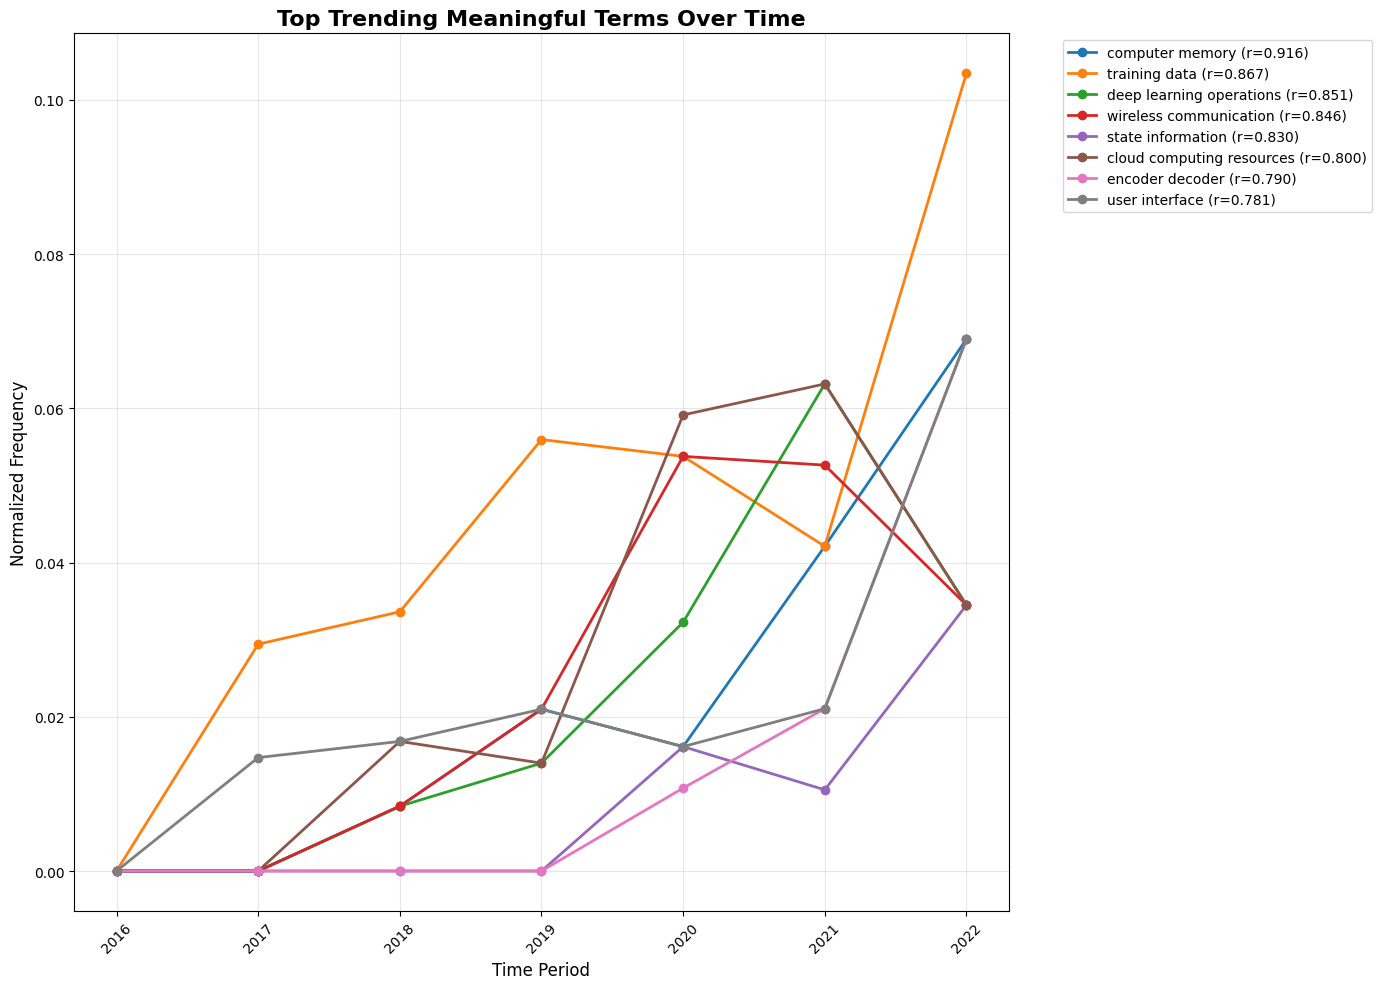 Top Trending Meaningful Terms Over Time
computer memory (r=0.916)
training data (r=0.867)
deep learning operations (r=0.851)
wireless communication (r=0.846)
state information (r=0.830)
cloud computing resources (r=0.800)
encoder decoder (r=0.790)
user interface (r=0.781)
Normalized Frequency
0.10
0.08
0.06
0.04
0.02
0.00
2016
2017
2018
2019
2020
2021
2022
Time Period